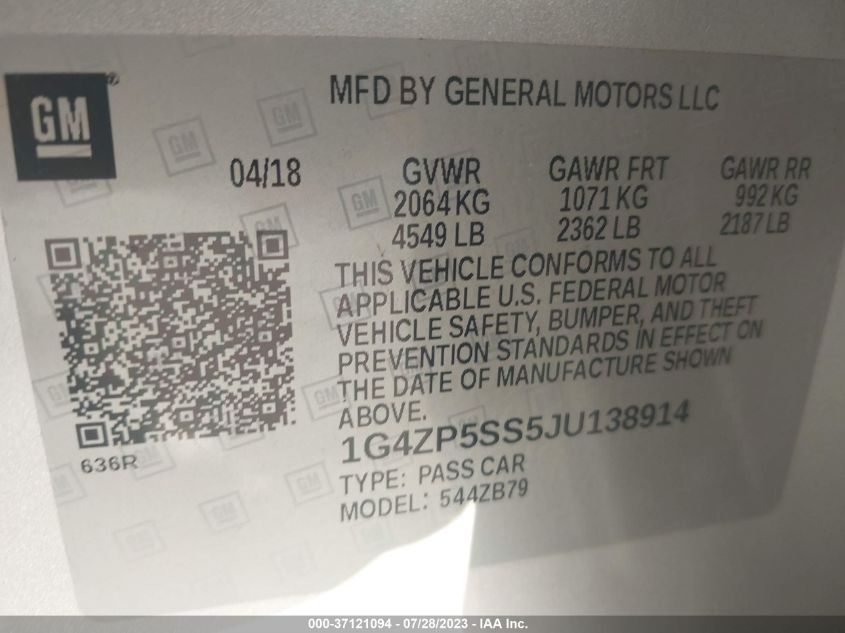 GM ®
MFD BY GENERAL MOTORS LLC
04/18 GVWR GAWR FRT GAWR RR
2064 KG 1071 KG 992 KG
4549 LB 2362 LB 2187 LB
THIS VEHICLE CONFORMS TO ALL
APPLICABLE U.S. FEDERAL MOTOR
VEHICLE SAFETY, BUMPER, AND THEFT
PREVENTION STANDARDS IN EFFECT ON
THE DATE OF MANUFACTURE SHOWN
ABOVE.
1G4ZP5SS5JU138914
TYPE: PASS CAR
MODEL: 544ZB79
636R
000-37121094 - 07/28/2023 - IAA Inc.